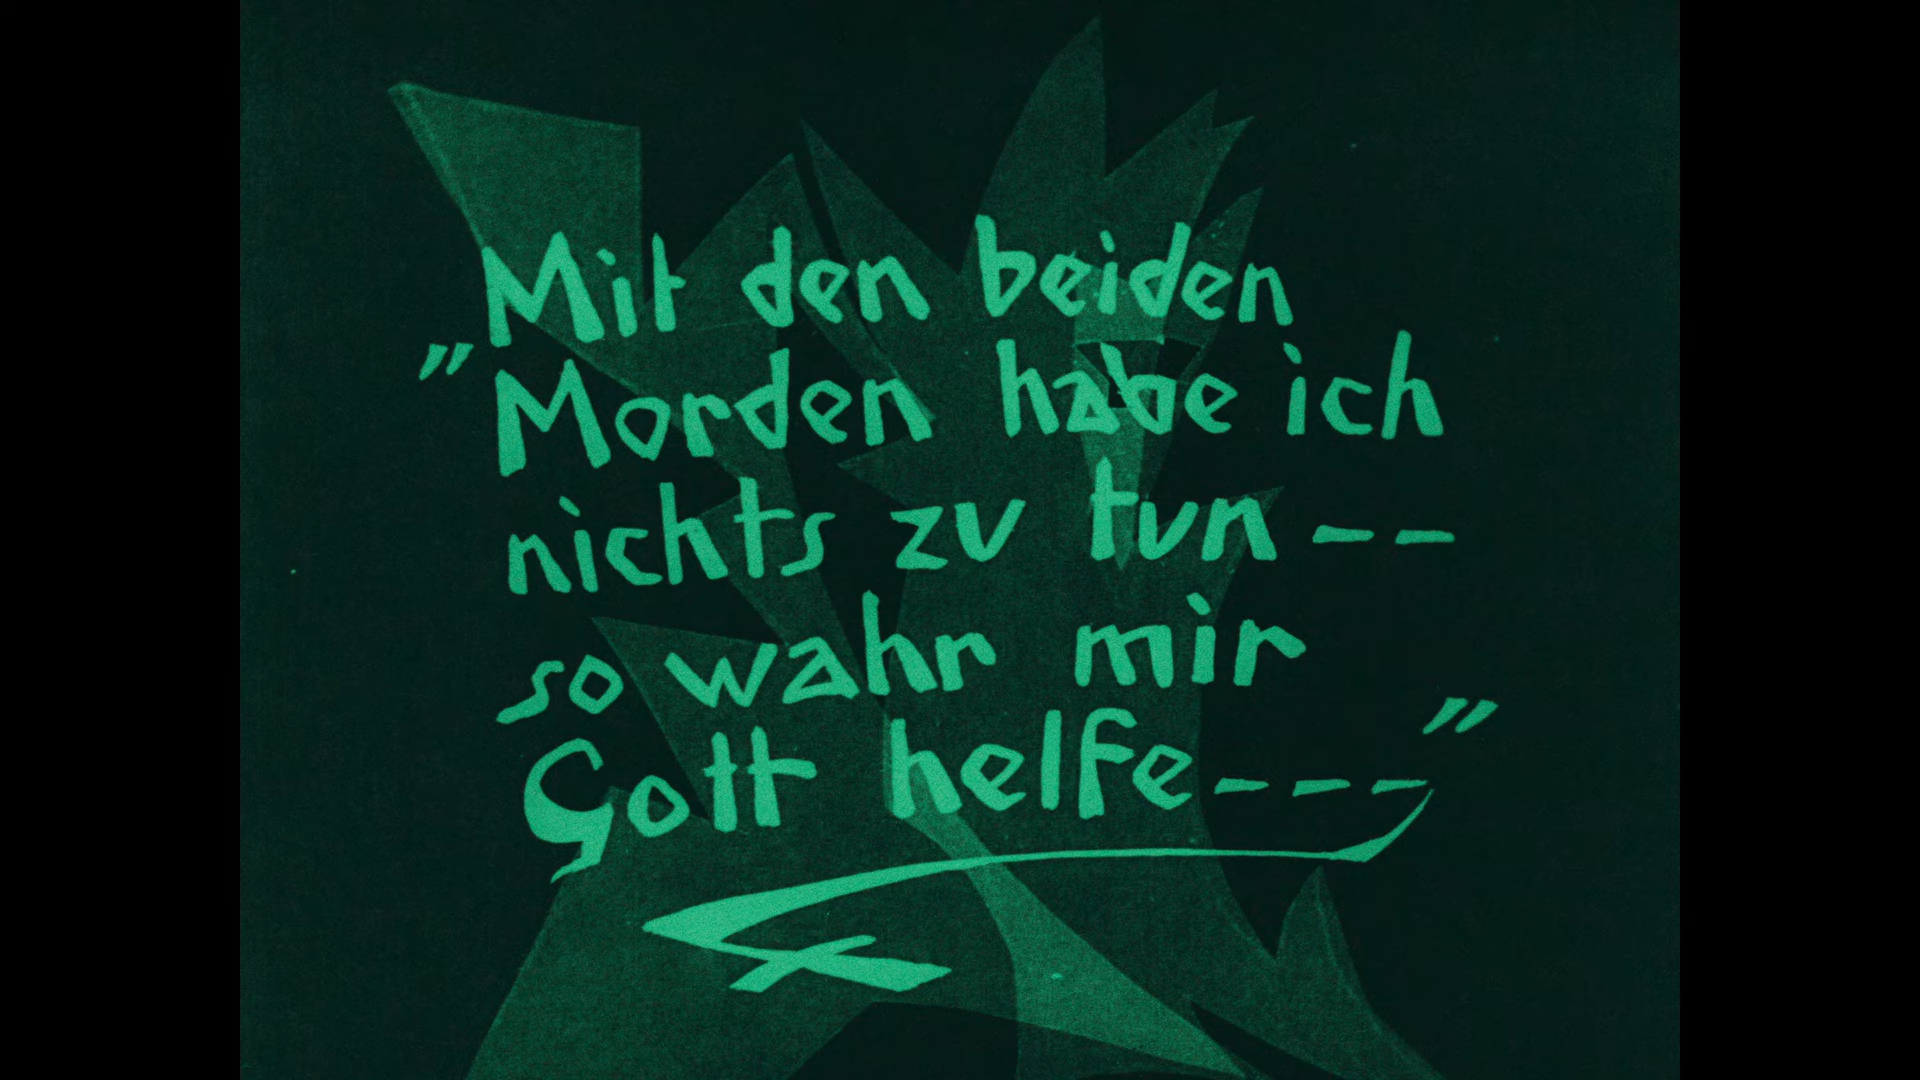 Mit den beiden
"Morden habe ich
nichts zu tun --
so wahr mir
Gott helfe---"